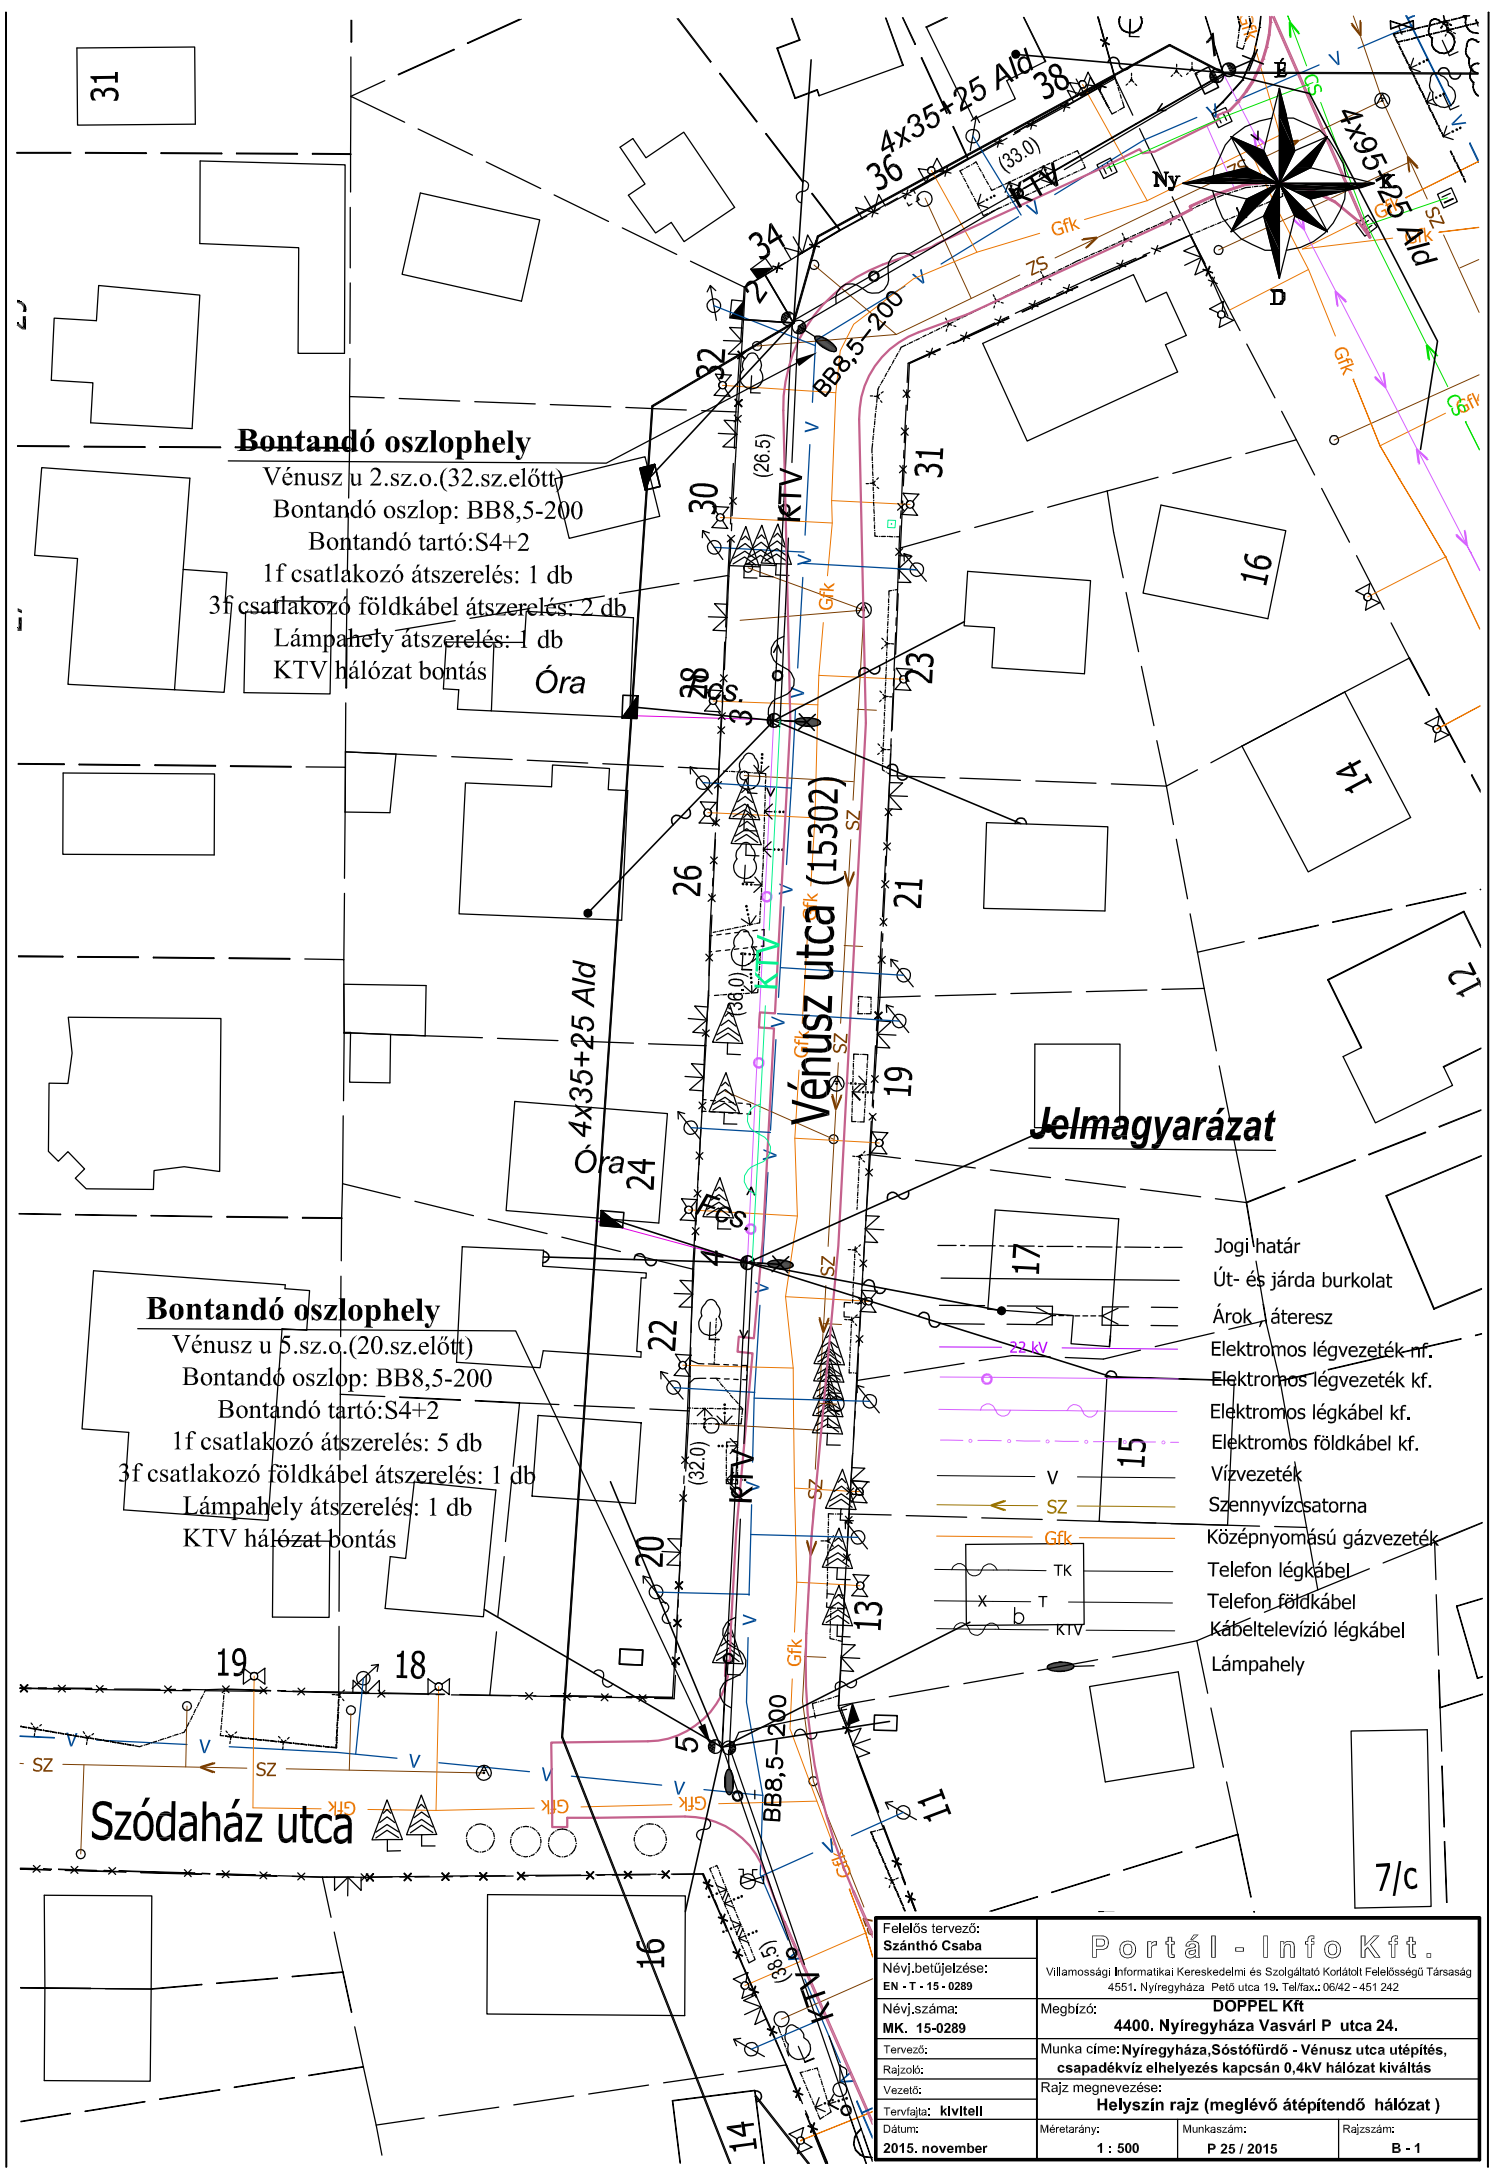 31
4x35+25 Ald
38
1
É
GS
V
4x95+25 Ald
36
(33.0)
KTV
Ny
ZS
K
Gfk
SZ
34
2
D
BB8,5-200
32
Bontandó oszlophely
Vénusz u 2.sz.o.(32.sz.előtt)
Bontandó oszlop: BB8,5-200
Bontandó tartó:S4+2
1f csatlakozó átszerelés: 1 db
3f csatlakozó földkábel átszerelés: 2 db
Lámpahely átszerelés: 1 db
KTV hálózat bontás
(26.5)
KTV
31
30
16
Gfk
Óra
28
Fcs.
3
23
14
Vénusz utca (15302)
SZ
26
21
12
KTV
(36.0)
4x35+25 Ald
19
Óra
24
Fcs.
4
Jelmagyarázat
17
Jogi határ
Út- és járda burkolat
Árok , áteresz
22 kV
Elektromos légvezeték nf.
Elektromos légvezeték kf.
Elektromos légkábel kf.
Elektromos földkábel kf.
15
V
Vízvezeték
SZ
Szennyvízcsatorna
Gfk
Középnyomású gázvezeték
TK
Telefon légkábel
X
T
Telefon földkábel
b
KTV
Kábeltelevízió légkábel
Lámpahely
Bontandó oszlophely
Vénusz u 5.sz.o.(20.sz.előtt)
Bontandó oszlop: BB8,5-200
Bontandó tartó:S4+2
1f csatlakozó átszerelés: 5 db
3f csatlakozó földkábel átszerelés: 1 db
Lámpahely átszerelés: 1 db
KTV hálózat bontás
22
(32.0)
KTV
20
13
19
18
5
BB8,5-200
11
Szódaház utca
7/c
16
(38.5)
KTV
14
Felelős tervező:
Szánthó Csaba
Névj.betűjelzése:
EN - T - 15 - 0289
Névj.száma:
MK. 15-0289
Tervező:
Rajzoló:
Vezető:
Tervfajta: kiviteli
Dátum:
2015. november
Portál - Info Kft.
Villamossági Informatikai Kereskedelmi és Szolgáltató Korlátolt Felelősségű Társaság
4551. Nyíregyháza Pető utca 19. Tel/fax.: 06/42 - 451 242
Megbízó:
DOPPEL Kft
4400. Nyíregyháza Vasvári P utca 24.
Munka címe: Nyíregyháza,Sóstófürdő - Vénusz utca utépítés,
csapadékvíz elhelyezés kapcsán 0,4kV hálózat kiváltás
Rajz megnevezése:
Helyszín rajz (meglévő átépítendő hálózat )
Méretarány:
1 : 500
Munkaszám:
P 25 / 2015
Rajzszám:
B - 1